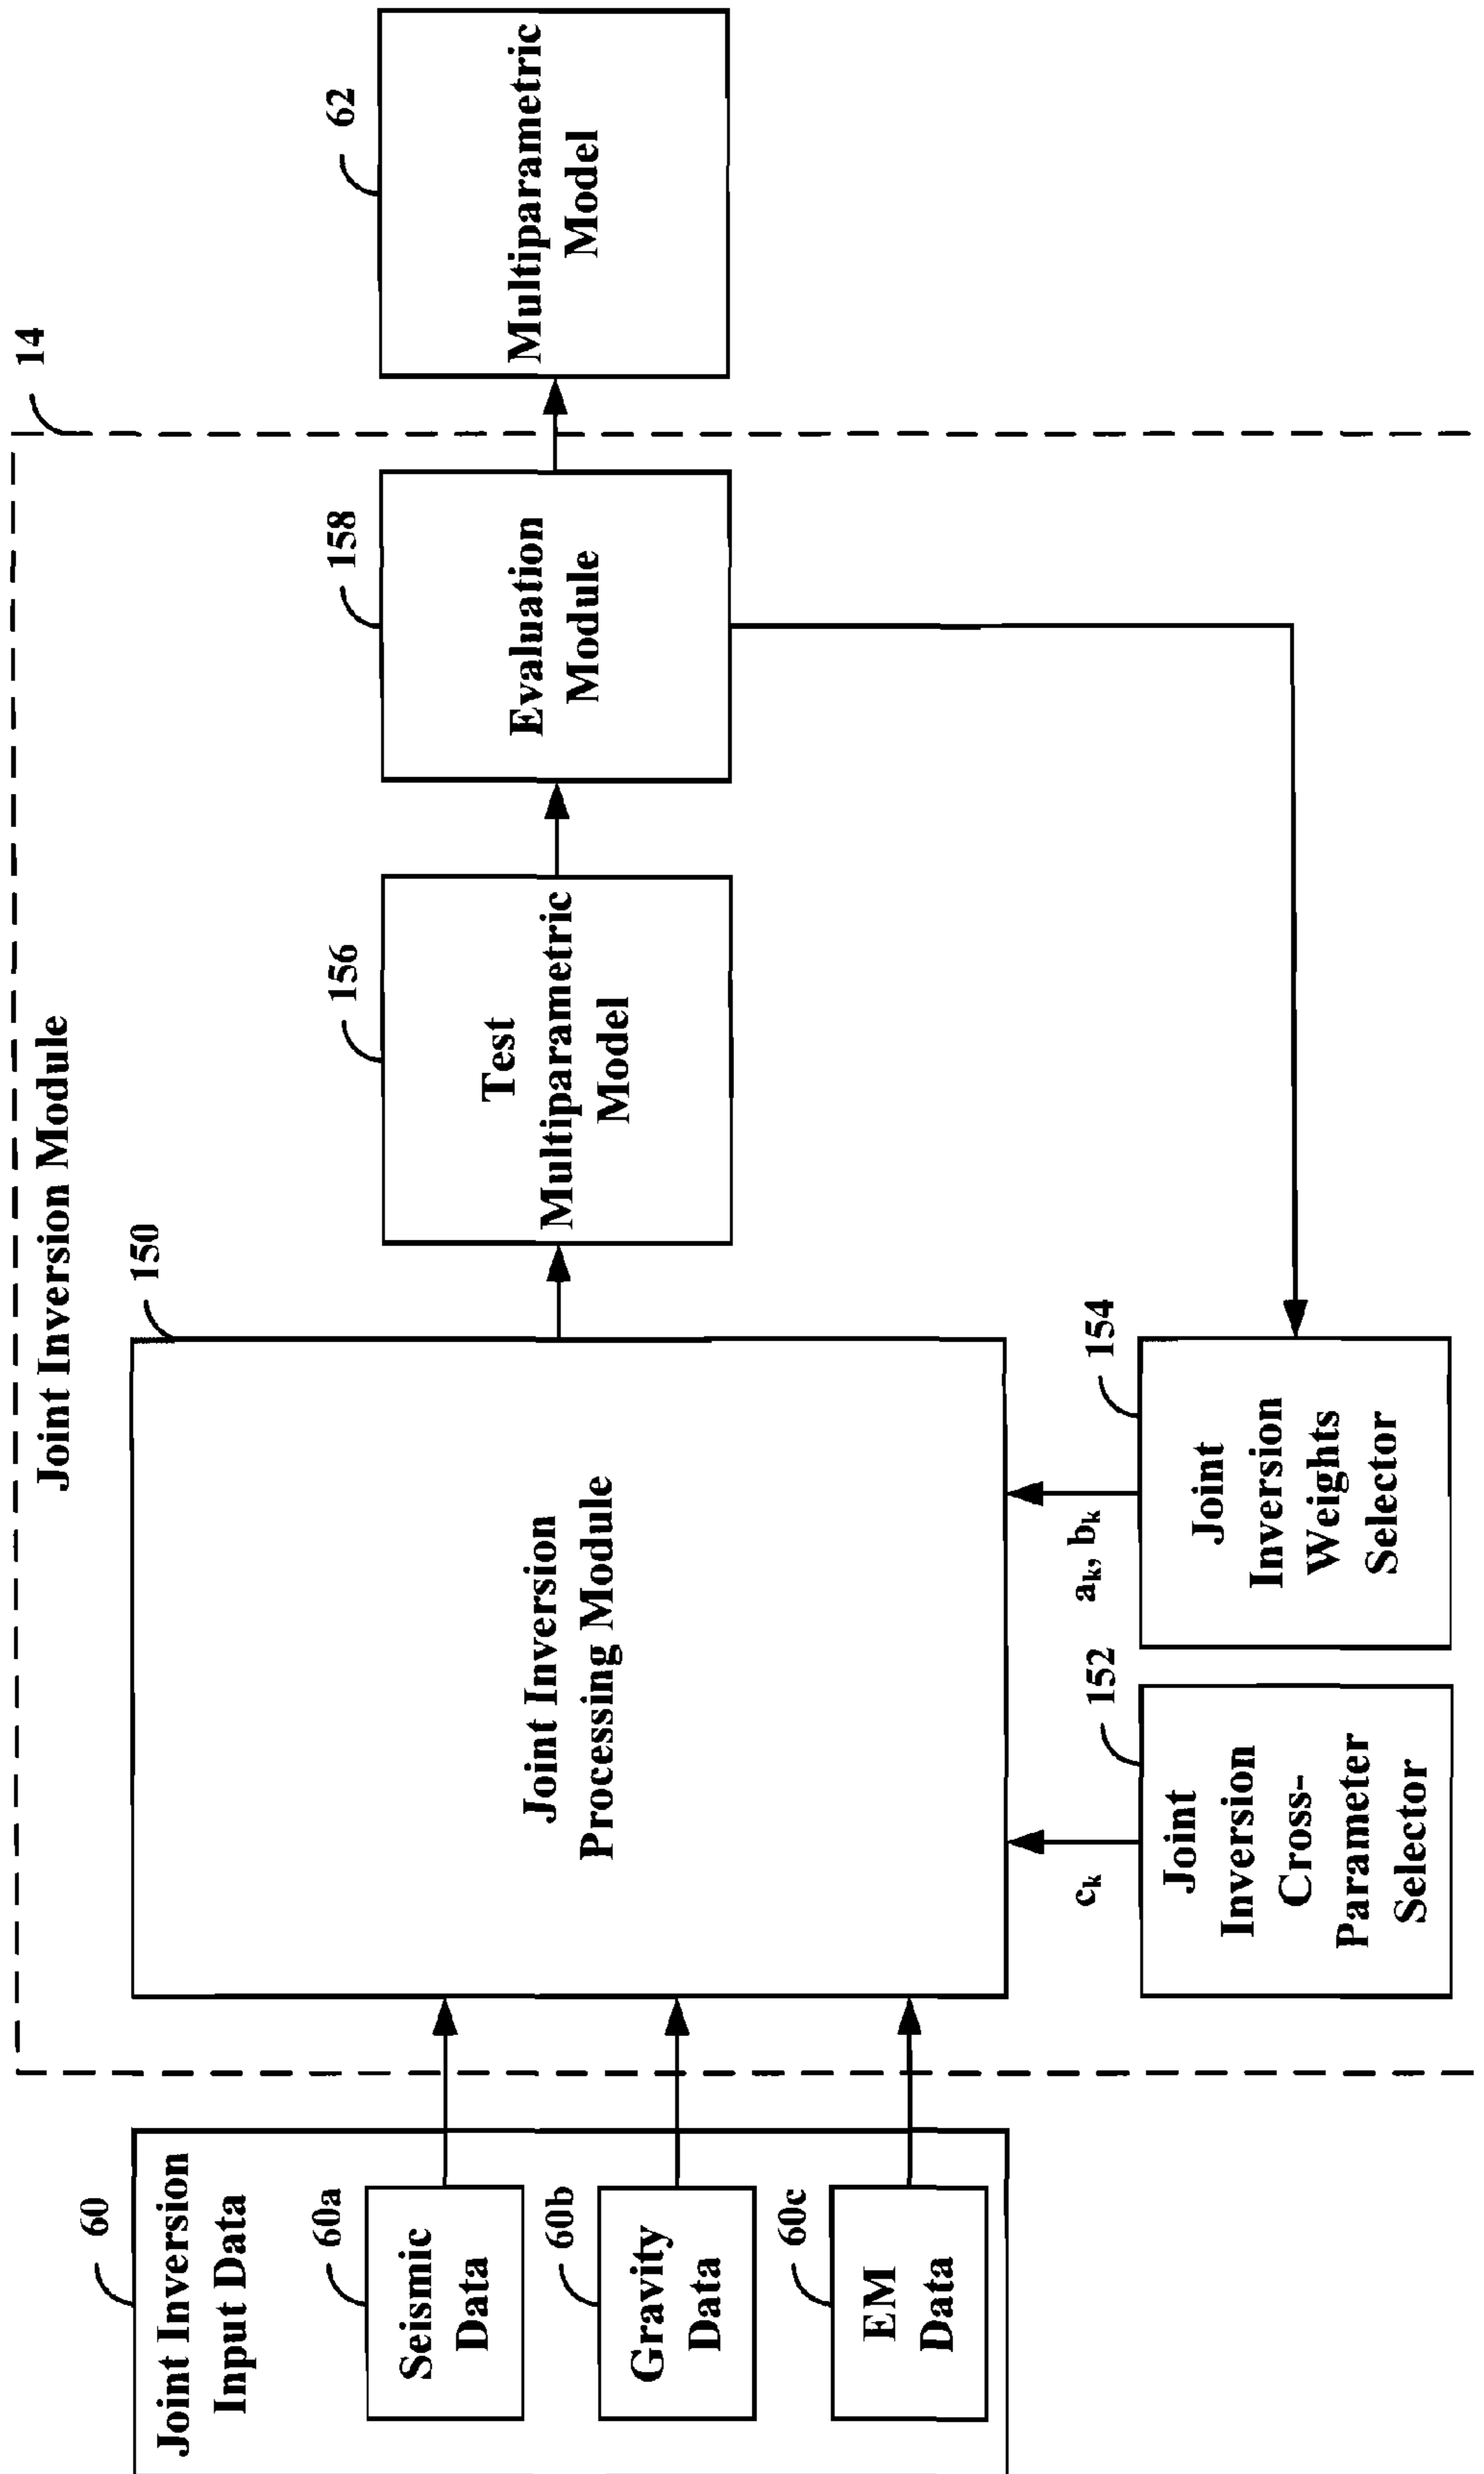 14
Joint Inversion Module
60
Joint Inversion
Input Data
60a
Seismic
Data
60b
Gravity
Data
60c
EM
Data
150
Joint Inversion
Processing Module
156
Test
Multiparametric
Model
158
Evaluation
Module
62
Multiparametric
Model
cₖ
aₖ, bₖ
152
Joint
Inversion
Cross-
Parameter
Selector
154
Joint
Inversion
Weights
Selector